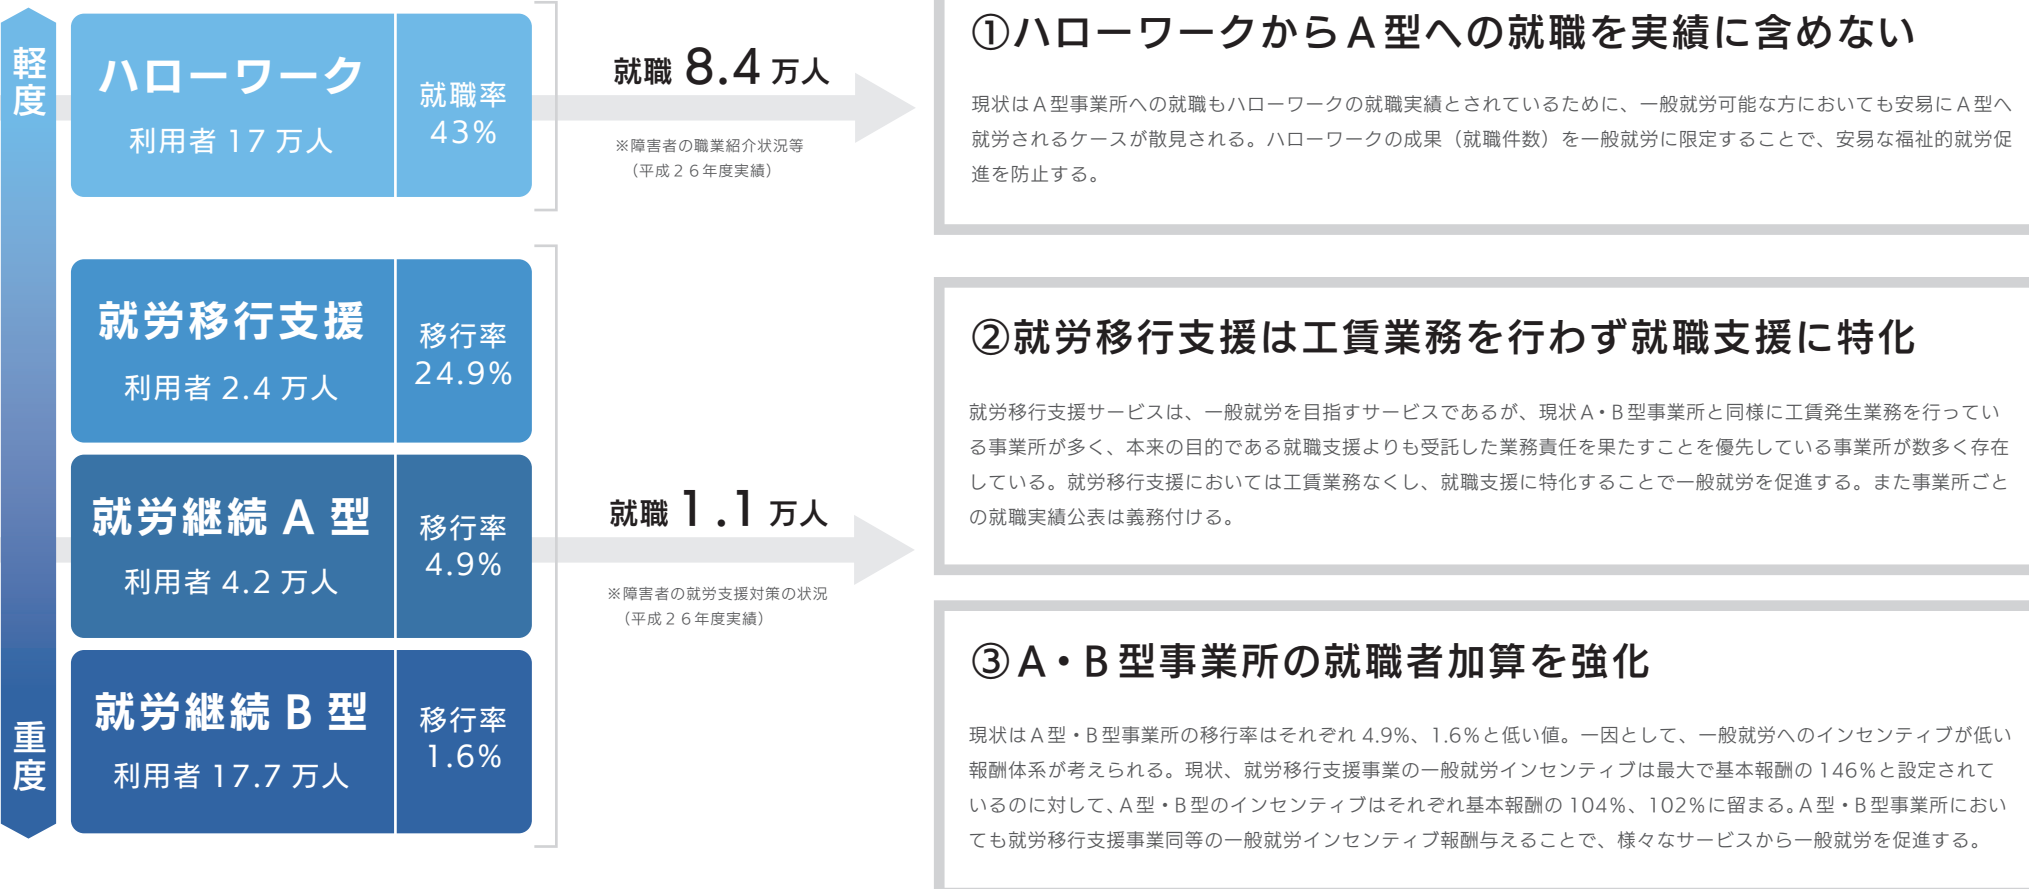 軽度
ハローワーク
利用者 17 万人
就職率
43%
就職 8.4 万人
※障害者の職業紹介状況等
（平成２６年度実績）
①ハローワークからＡ型への就職を実績に含めない
現状はＡ型事業所への就職もハローワークの就職実績とされているために、一般就労可能な方においても安易にＡ型へ
就労されるケースが散見される。ハローワークの成果（就職件数）を一般就労に限定することで、安易な福祉的就労促
進を防止する。
就労移行支援
利用者 2.4 万人
移行率
24.9%
就労継続 A 型
利用者 4.2 万人
移行率
4.9%
就労継続 B 型
利用者 17.7 万人
移行率
1.6%
重度
就職 1.1 万人
※障害者の就労支援対策の状況
（平成２６年度実績）
②就労移行支援は工賃業務を行わず就職支援に特化
就労移行支援サービスは、一般就労を目指すサービスであるが、現状Ａ・Ｂ型事業所と同様に工賃発生業務を行ってい
る事業所が多く、本来の目的である就職支援よりも受託した業務責任を果たすことを優先している事業所が数多く存在
している。就労移行支援においては工賃業務なくし、就職支援に特化することで一般就労を促進する。また事業所ごと
の就職実績公表は義務付ける。
③Ａ・Ｂ型事業所の就職者加算を強化
現状はＡ型・Ｂ型事業所の移行率はそれぞれ 4.9%、1.6%と低い値。一因として、一般就労へのインセンティブが低い
報酬体系が考えられる。現状、就労移行支援事業の一般就労インセンティブは最大で基本報酬の 146%と設定されて
いるのに対して、Ａ型・Ｂ型のインセンティブはそれぞれ基本報酬の 104%、102%に留まる。Ａ型・Ｂ型事業所におい
ても就労移行支援事業同等の一般就労インセンティブ報酬与えることで、様々なサービスから一般就労を促進する。